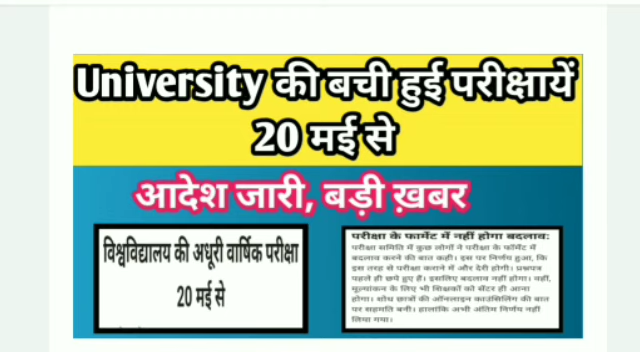 University की बची हुई परीक्षायें
20 मई से
आदेश जारी, बड़ी ख़बर
विश्वविद्यालय की अधूरी वार्षिक परीक्षा
20 मई से
परीक्षा के फार्मेट में नहीं होगा बदलाव:
परीक्षा समिति में कुछ लोगों ने परीक्षा के फॉर्मेट में
बदलाव करने की बात कही। इस पर निर्णय हुआ, कि
इस तरह से परीक्षा कराने में और देरी होगी। प्रश्नपत्र
पहले ही छपे हुए हैं। इसलिए बदलाव नहीं होगा। वहीं,
मूल्यांकन के लिए भी शिक्षकों को सेंटर ही आना
होगा। शोध छात्रों की ऑनलाइन काउंसिलिंग की बात
पर सहमति बनी। हालांकि अभी अंतिम निर्णय नहीं
लिया गया।